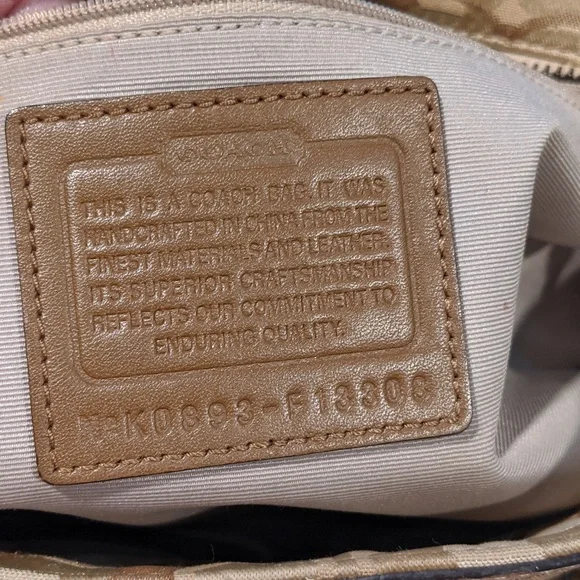 COACH
THIS IS A COACH BAG. IT WAS
HANDCRAFTED IN CHINA FROM THE
FINEST MATERIALS AND LEATHER.
ITS SUPERIOR CRAFTSMANSHIP
REFLECTS OUR COMMITMENT TO
ENDURING QUALITY.
Nº K0893-F13308